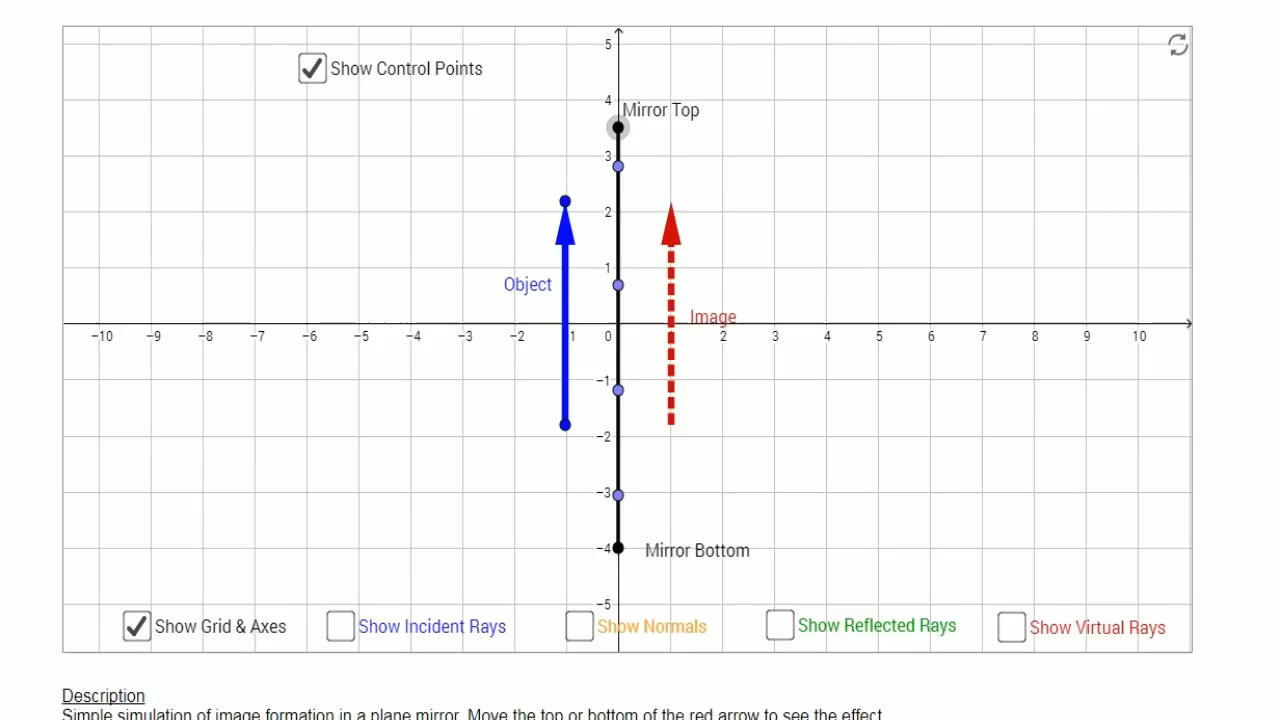 5
Show Control Points
4
Mirror Top
3
2
1
Object
Image
−10 −9 −8 −7 −6 −5 −4 −3 −2 1 0 2 3 4 5 6 7 8 9 10
−1
−2
−3
−4
Mirror Bottom
−5
Show Grid & Axes Show Incident Rays Show Normals Show Reflected Rays Show Virtual Rays
Description
Simple simulation of image formation in a plane mirror. Move the top or bottom of the red arrow to see the effect.